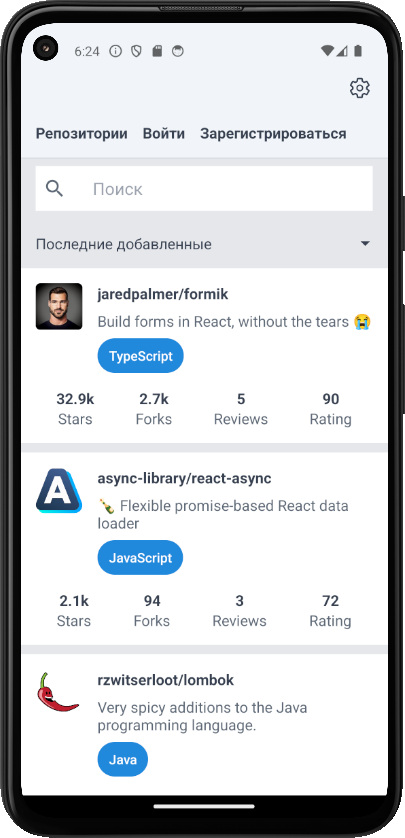 6:24
Репозитории Войти Зарегистрироваться
Поиск
Последние добавленные
jaredpalmer/formik
Build forms in React, without the tears 😭
TypeScript
32.9k 2.7k 5 90
Stars Forks Reviews Rating
async-library/react-async
🍾 Flexible promise-based React data
loader
JavaScript
2.1k 94 3 72
Stars Forks Reviews Rating
rzwitserloot/lombok
Very spicy additions to the Java
programming language.
Java